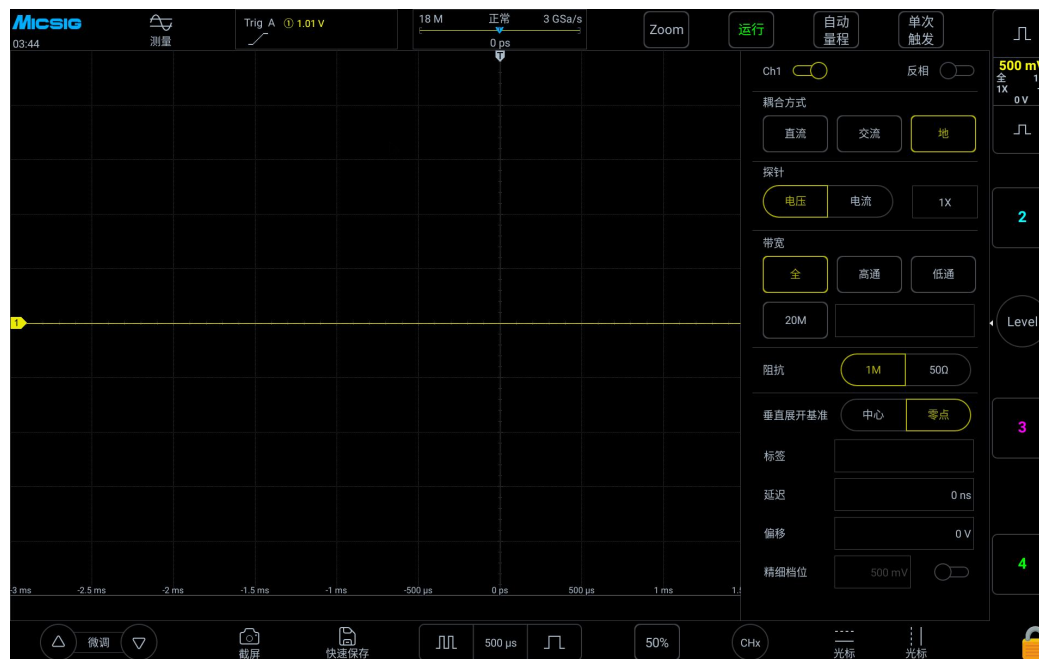 MICSIG
03:44
测量
Trig A ① 1.01 V
18 M 正常 3 GSa/s
0 ps
T
Zoom
运行
自动
量程
单次
触发
Ch1 反相
耦合方式
直流 交流 地
探针
电压 电流 1X
带宽
全 高通 低通
20M
阻抗 1M 50Ω
垂直展开基准 中心 零点
标签
延迟 0 ns
偏移 0 V
精细档位 500 mV
500 mV
全 1
1X
0 V
2
Level
3
4
1
-3 ms -2.5 ms -2 ms -1.5 ms -1 ms -500 μs 0 ps 500 μs 1 ms 1.
微调
截屏
快速保存
500 μs
50%
CHx
光标
光标